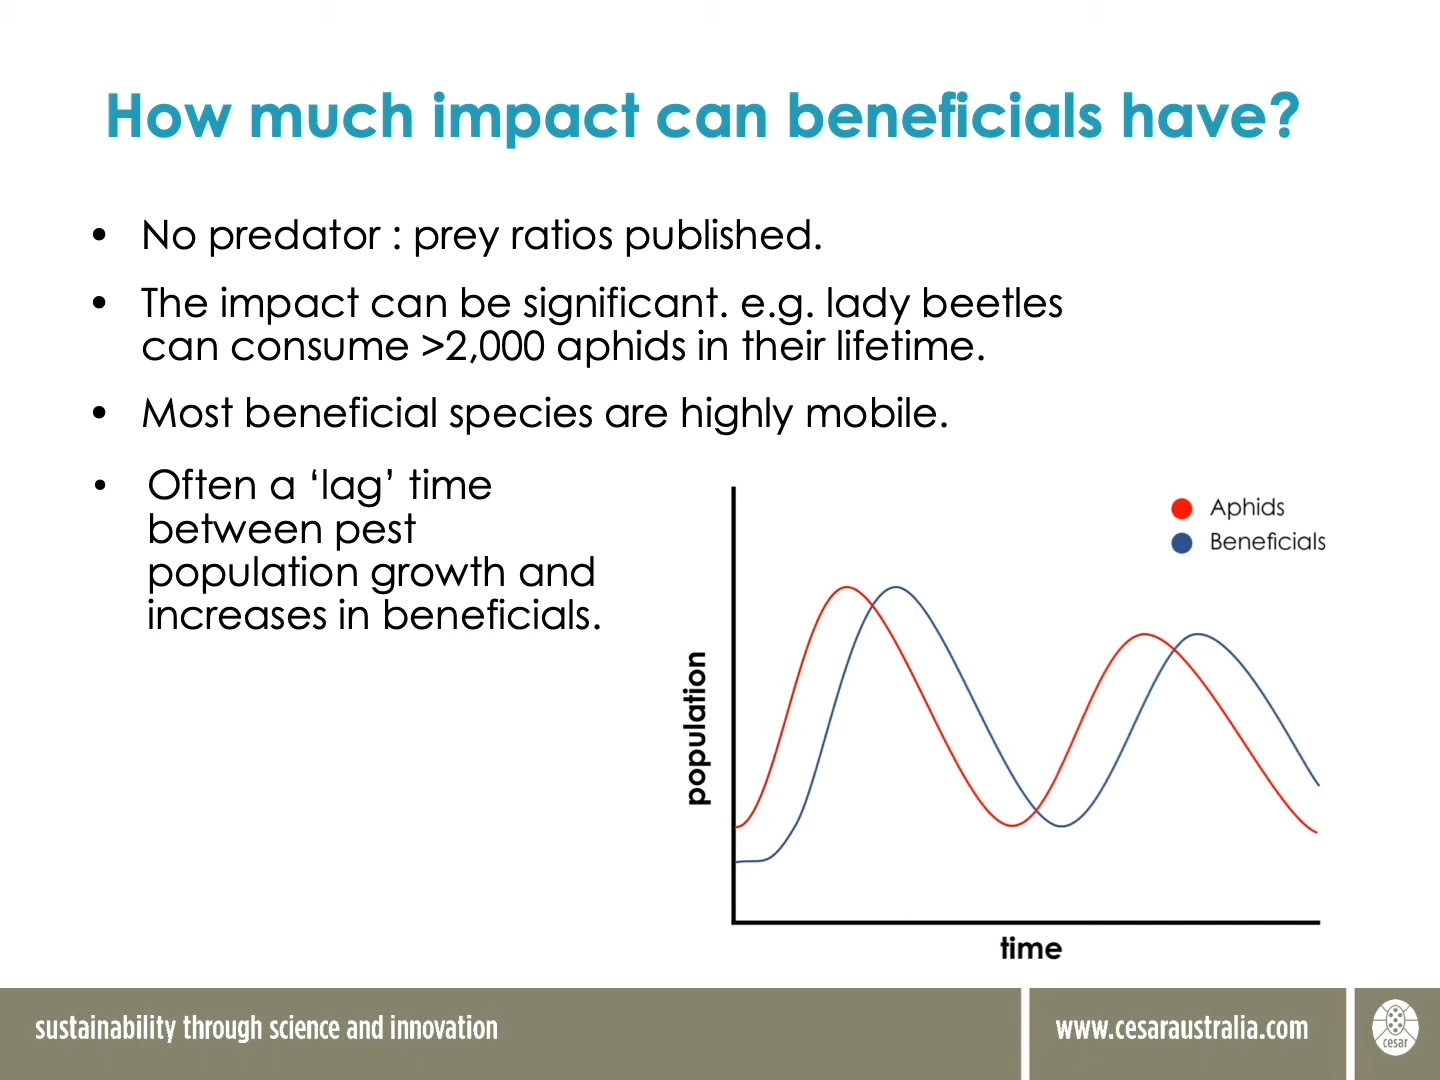 How much impact can beneficials have?
• No predator : prey ratios published.
• The impact can be significant. e.g. lady beetles
can consume >2,000 aphids in their lifetime.
• Most beneficial species are highly mobile.
• Often a ‘lag’ time
between pest
population growth and
increases in beneficials.
Aphids
Beneficials
population
time
sustainability through science and innovation
www.cesaraustralia.com
cesar